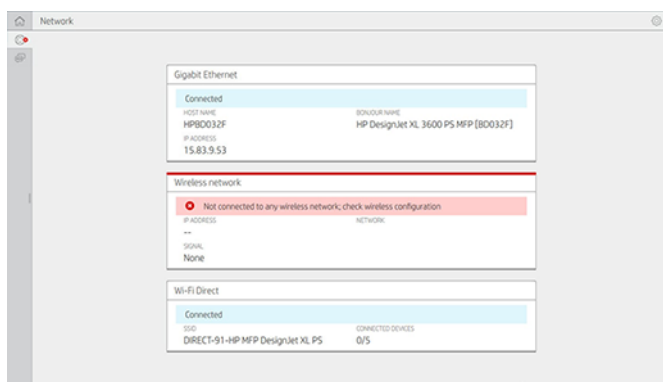 Network
Gigabit Ethernet
Connected
HOST NAME
BONJOUR NAME
HPBD032F
HP DesignJet XL 3600 PS MFP [BD032F]
IP ADDRESS
15.83.9.53
Wireless network
Not connected to any wireless network; check wireless configuration
IP ADDRESS
NETWORK
--
SIGNAL
None
Wi-Fi Direct
Connected
SSID
CONNECTED DEVICES
DIRECT-91-HP MFP DesignJet XL PS
0/5